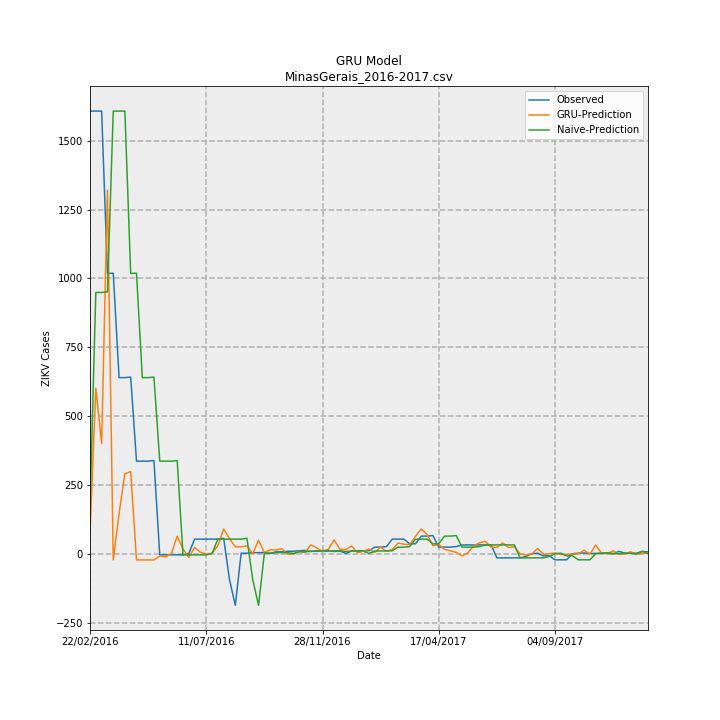 GRU Model
MinasGerais_2016-2017.csv
Observed
GRU-Prediction
Naive-Prediction
1500
1250
1000
750
500
250
0
−250
22/02/2016 11/07/2016 28/11/2016 17/04/2017 04/09/2017
Date
ZIKV Cases